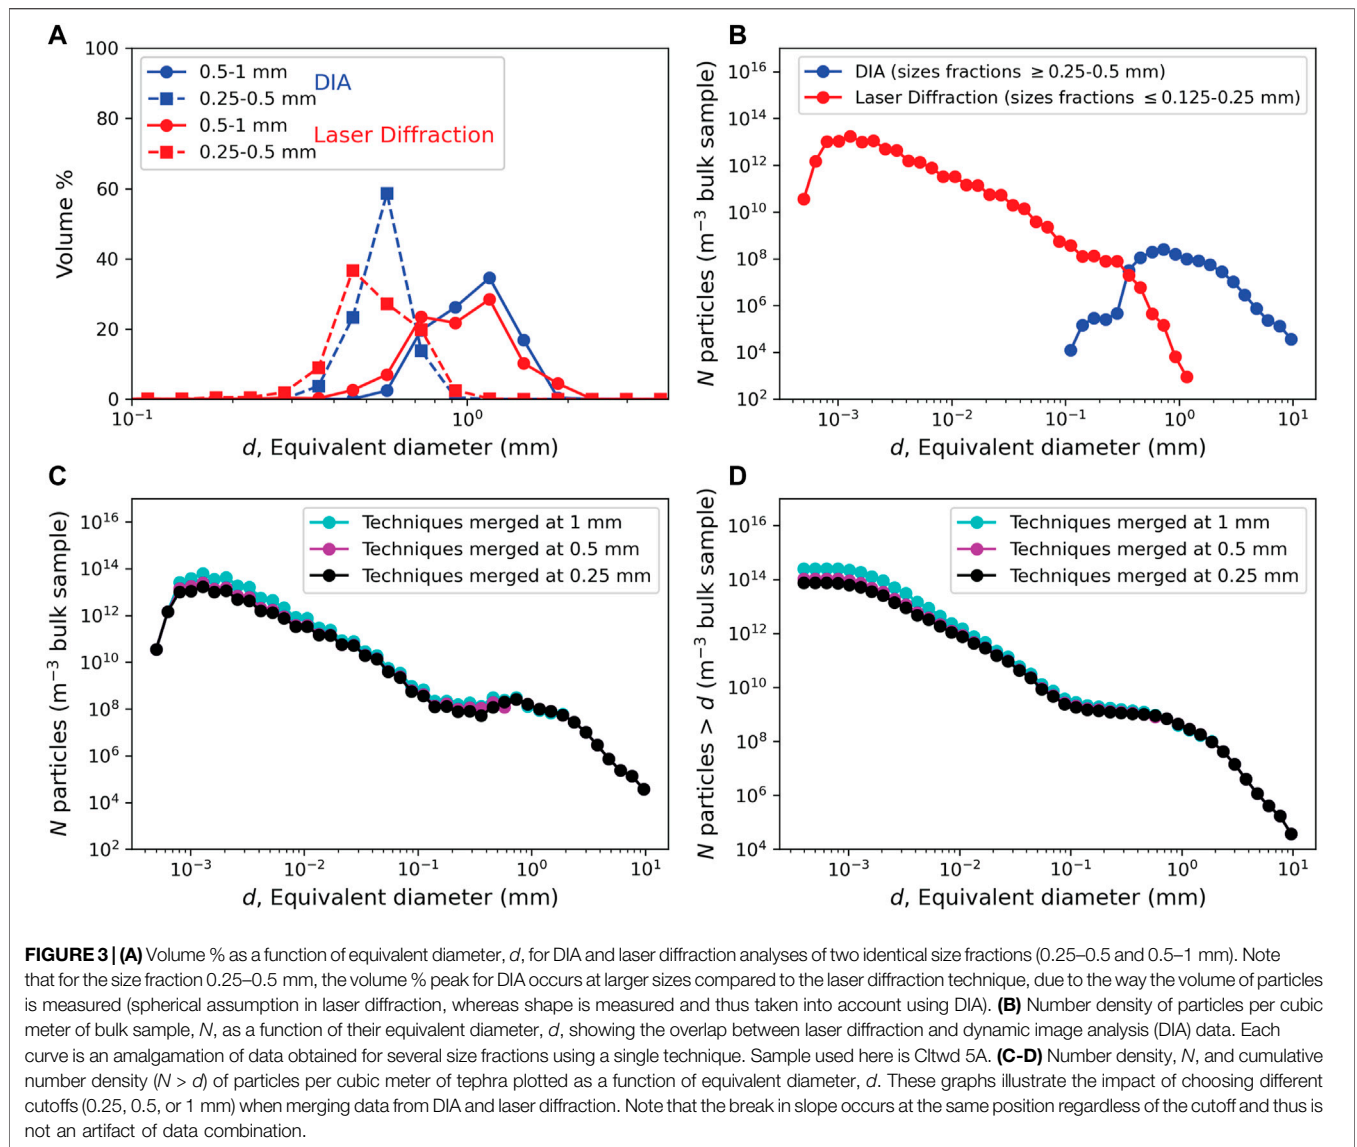 A
100
80
60
40
20
0
Volume %
0.5-1 mm
DIA
0.25-0.5 mm
0.5-1 mm
Laser Diffraction
0.25-0.5 mm
10⁻¹
10⁰
d, Equivalent diameter (mm)
B
10¹⁶
10¹⁴
10¹²
10¹⁰
10⁸
10⁶
10⁴
10²
N particles (m⁻³ bulk sample)
DIA (sizes fractions ≥ 0.25-0.5 mm)
Laser Diffraction (sizes fractions ≤ 0.125-0.25 mm)
10⁻³
10⁻²
10⁻¹
10⁰
10¹
d, Equivalent diameter (mm)
C
10¹⁶
10¹⁴
10¹²
10¹⁰
10⁸
10⁶
10⁴
10²
N particles (m⁻³ bulk sample)
Techniques merged at 1 mm
Techniques merged at 0.5 mm
Techniques merged at 0.25 mm
10⁻³
10⁻²
10⁻¹
10⁰
10¹
d, Equivalent diameter (mm)
D
10¹⁶
10¹⁴
10¹²
10¹⁰
10⁸
10⁶
10⁴
N particles > d (m⁻³ bulk sample)
Techniques merged at 1 mm
Techniques merged at 0.5 mm
Techniques merged at 0.25 mm
10⁻³
10⁻²
10⁻¹
10⁰
10¹
d, Equivalent diameter (mm)
FIGURE 3 | (A) Volume % as a function of equivalent diameter, d, for DIA and laser diffraction analyses of two identical size fractions (0.25–0.5 and 0.5–1 mm). Note
that for the size fraction 0.25–0.5 mm, the volume % peak for DIA occurs at larger sizes compared to the laser diffraction technique, due to the way the volume of particles
is measured (spherical assumption in laser diffraction, whereas shape is measured and thus taken into account using DIA). (B) Number density of particles per cubic
meter of bulk sample, N, as a function of their equivalent diameter, d, showing the overlap between laser diffraction and dynamic image analysis (DIA) data. Each
curve is an amalgamation of data obtained for several size fractions using a single technique. Sample used here is Cltwd 5A. (C-D) Number density, N, and cumulative
number density (N > d) of particles per cubic meter of tephra plotted as a function of equivalent diameter, d. These graphs illustrate the impact of choosing different
cutoffs (0.25, 0.5, or 1 mm) when merging data from DIA and laser diffraction. Note that the break in slope occurs at the same position regardless of the cutoff and thus is
not an artifact of data combination.